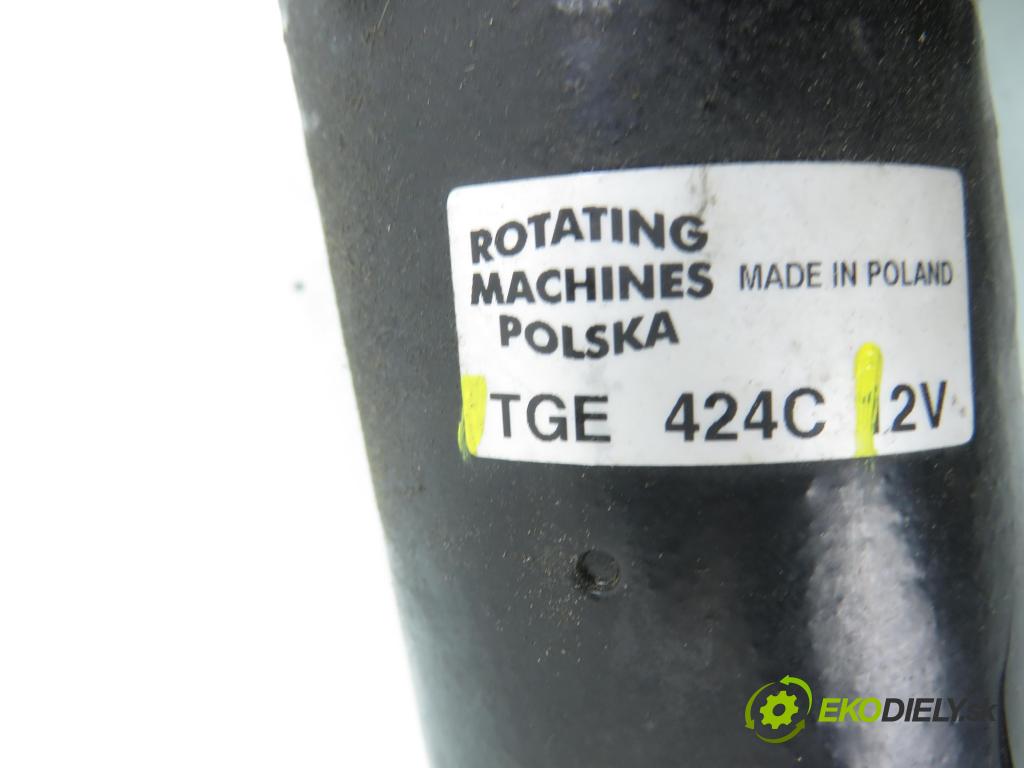 ROTATING
MACHINES
POLSKA
MADE IN POLAND
TGE 424C 12V
EKODIELY.sk